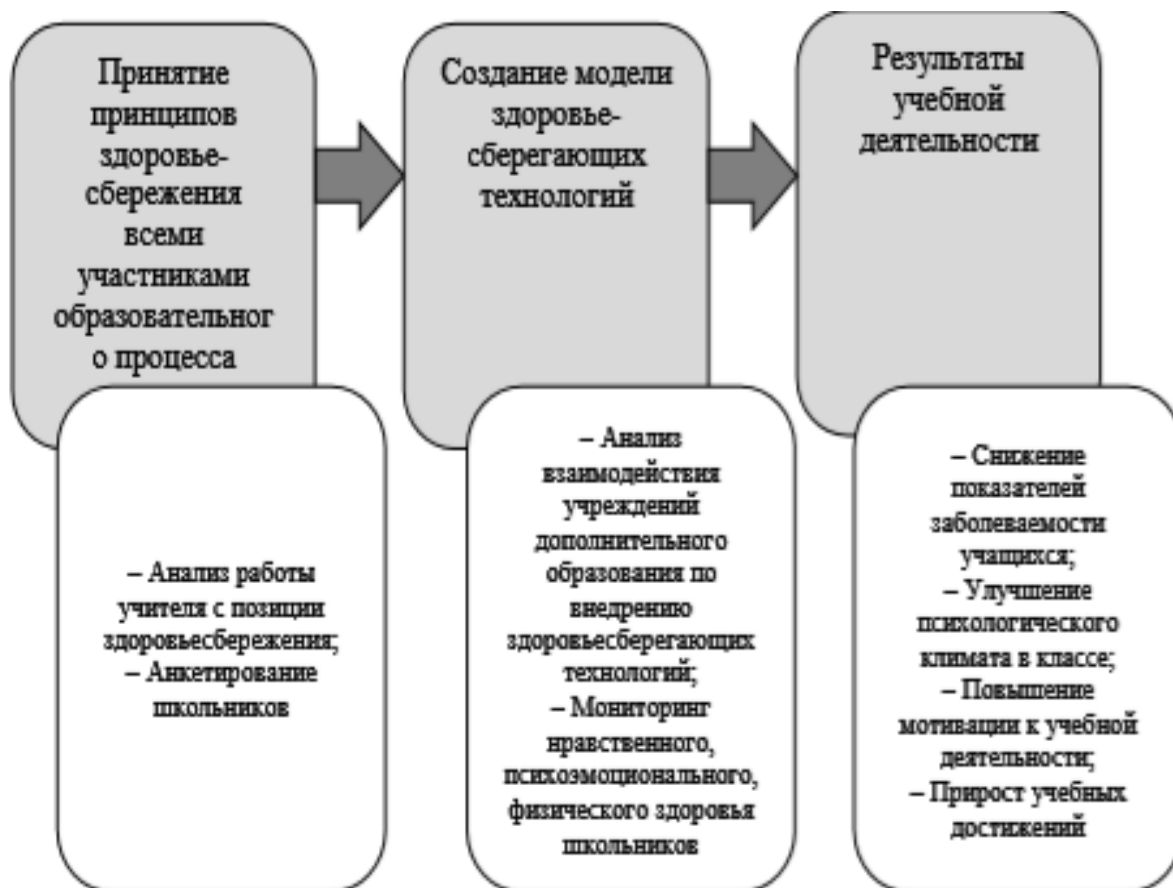 Принятие
принципов
здоровье-
сбережения
всеми
участниками
образовательног
о процесса
– Анализ работы
учителя с позиции
здоровьесбережения;
– Анкетирование
школьников
Создание модели
здоровье-
сберегающих
технологий
– Анализ
взаимодействия
учреждений
дополнительного
образования по
внедрению
здоровьесберегающих
технологий;
– Мониторинг
нравственного,
психоэмоционального,
физического здоровья
школьников
Результаты
учебной
деятельности
– Снижение
показателей
заболеваемости
учащихся;
– Улучшение
психологического
климата в классе;
– Повышение
мотивации к учебной
деятельности;
– Прирост учебных
достижений